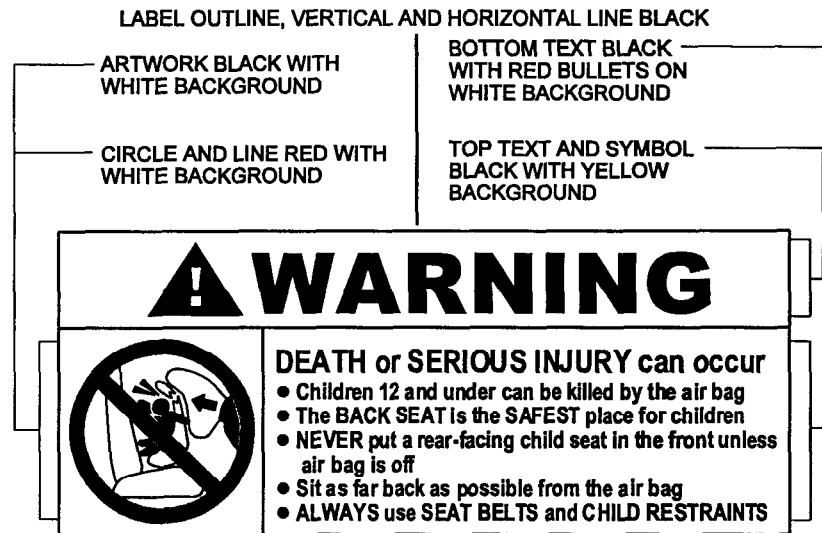 LABEL OUTLINE, VERTICAL AND HORIZONTAL LINE BLACK
ARTWORK BLACK WITH
WHITE BACKGROUND
BOTTOM TEXT BLACK
WITH RED BULLETS ON
WHITE BACKGROUND
CIRCLE AND LINE RED WITH
WHITE BACKGROUND
TOP TEXT AND SYMBOL
BLACK WITH YELLOW
BACKGROUND
! WARNING
DEATH or SERIOUS INJURY can occur
• Children 12 and under can be killed by the air bag
• The BACK SEAT is the SAFEST place for children
• NEVER put a rear-facing child seat in the front unless
air bag is off
• Sit as far back as possible from the air bag
• ALWAYS use SEAT BELTS and CHILD RESTRAINTS